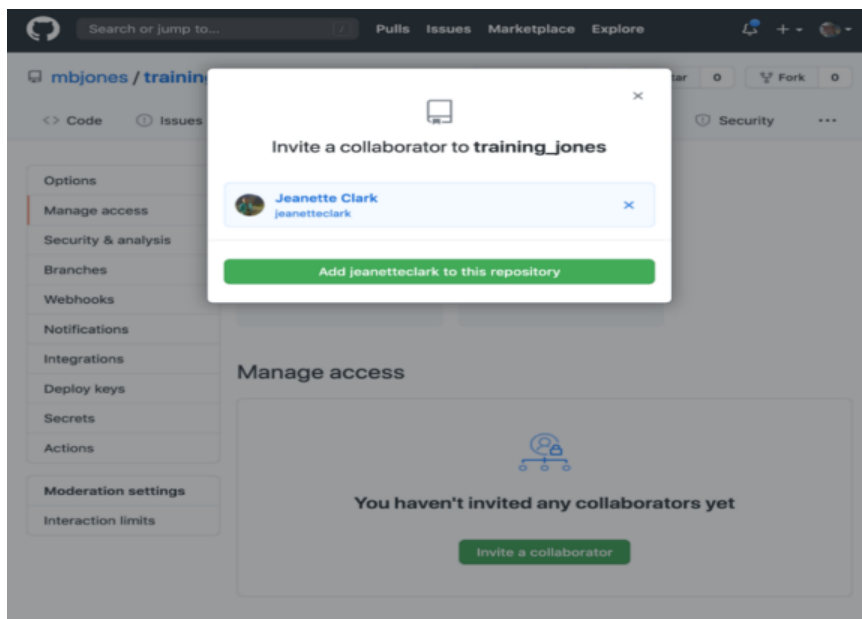 Search or jump to... / Pulls Issues Marketplace Explore
mbjones / training
tar 0 Fork 0
<> Code Issues Security ...
Invite a collaborator to training_jones
Jeanette Clark
jeanetteclark
Add jeanetteclark to this repository
Options
Manage access
Security & analysis
Branches
Webhooks
Notifications
Integrations
Deploy keys
Secrets
Actions
Moderation settings
Interaction limits
Manage access
You haven't invited any collaborators yet
Invite a collaborator